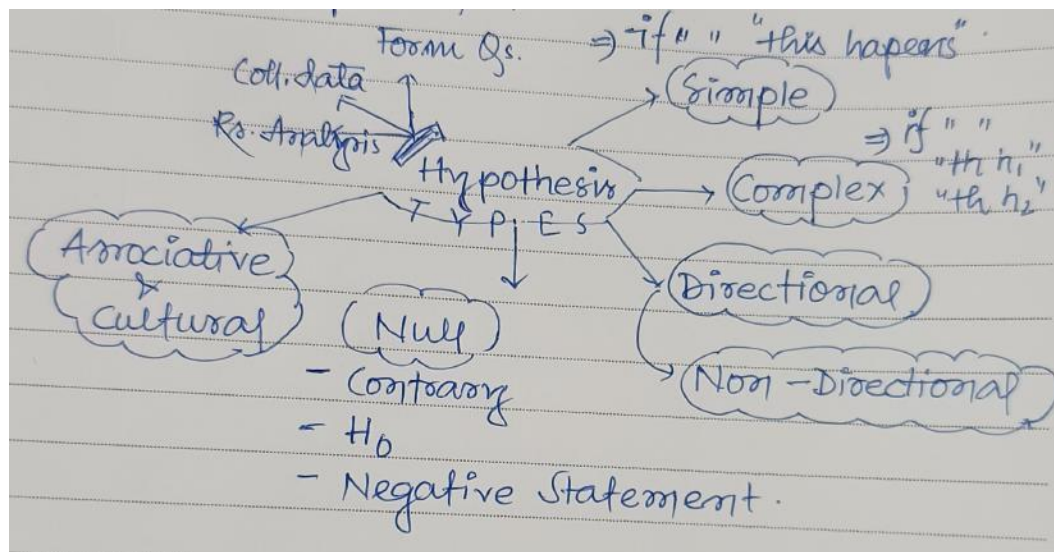 Form Qs. ⇒ if " " "this hapens"
Coll. data
Simple
Rs. Analysis
⇒ if " "
Hypothesis
"th h1"
Complex
"th h2"
TYPES
Associative
&
Cultural
Directional
Null
Non-Directional
- Contrary
- H0
- Negative Statement.